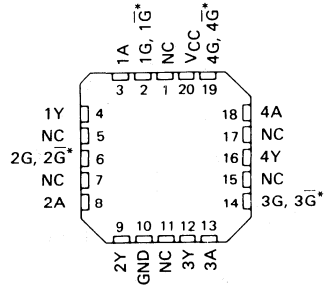 1A
1G, 1G̅*
NC
VCC
4G, 4G̅*
3 2 1 20 19
1Y 4
NC 5
2G, 2G̅* 6
NC 7
2A 8
18 4A
17 NC
16 4Y
15 NC
14 3G, 3G̅*
9 10 11 12 13
2Y
GND
NC
3Y
3A